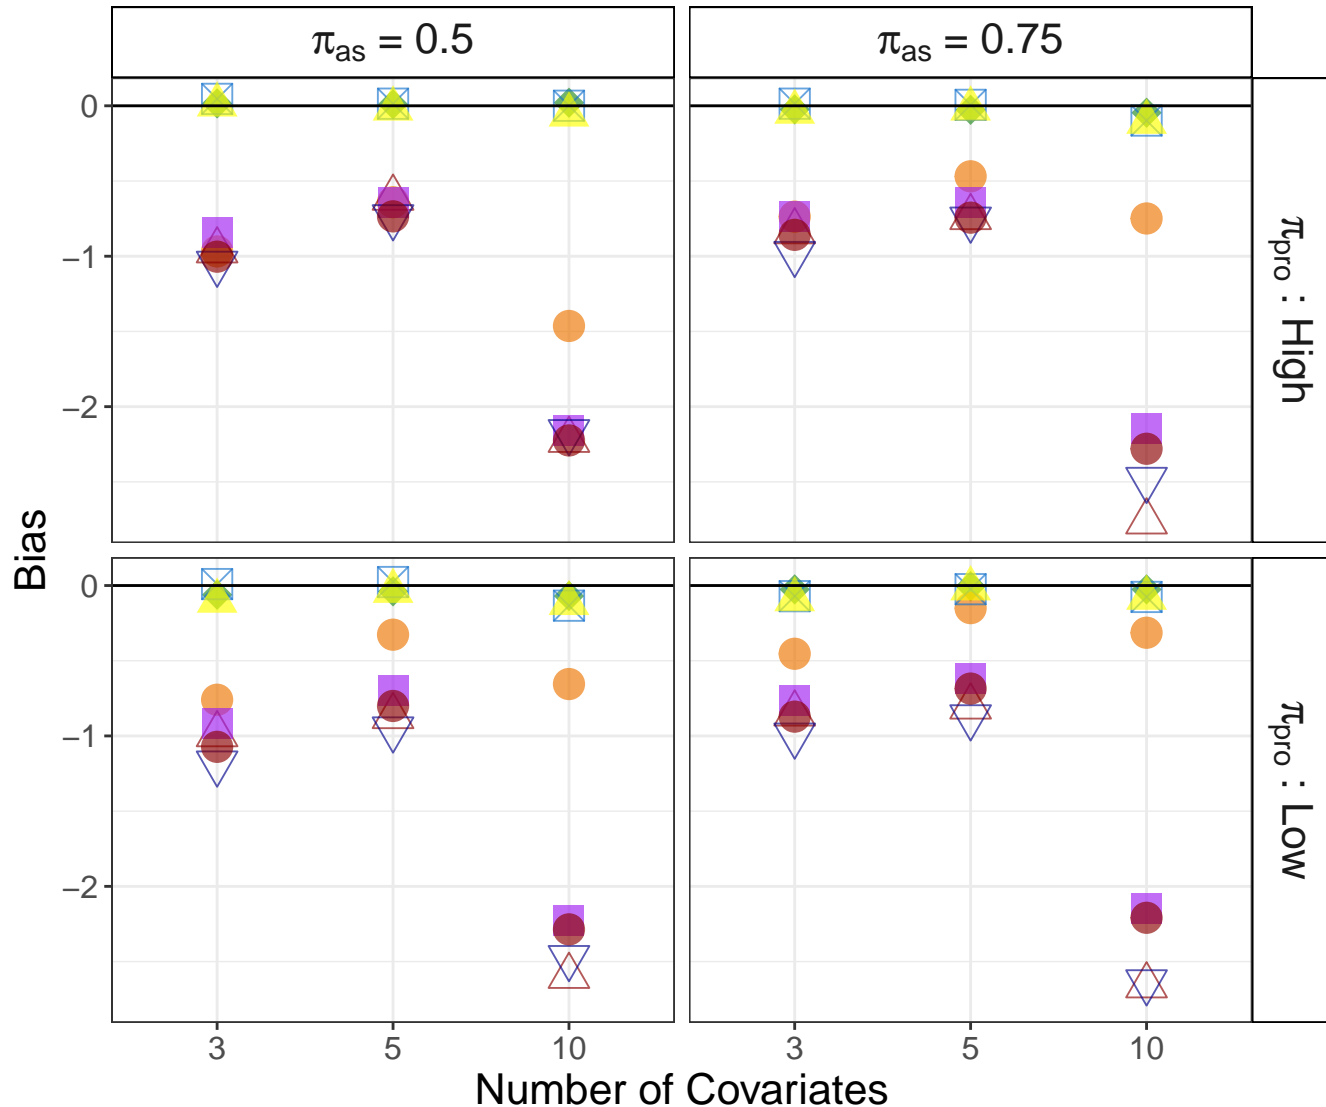 π_as = 0.5
π_as = 0.75
0
−1
−2
π_pro : High
Bias
0
−1
−2
π_pro : Low
3
5
10
3
5
10
Number of Covariates